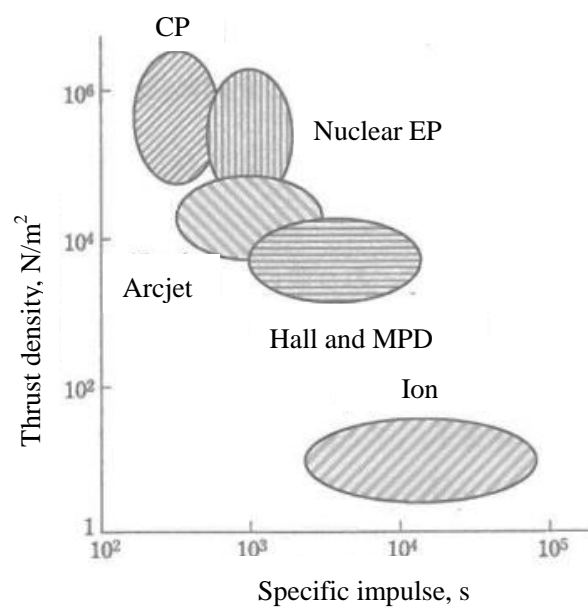 CP
10⁶
Nuclear EP
Thrust density, N/m²
10⁴
Arcjet
Hall and MPD
10²
Ion
1
10² 10³ 10⁴ 10⁵
Specific impulse, s